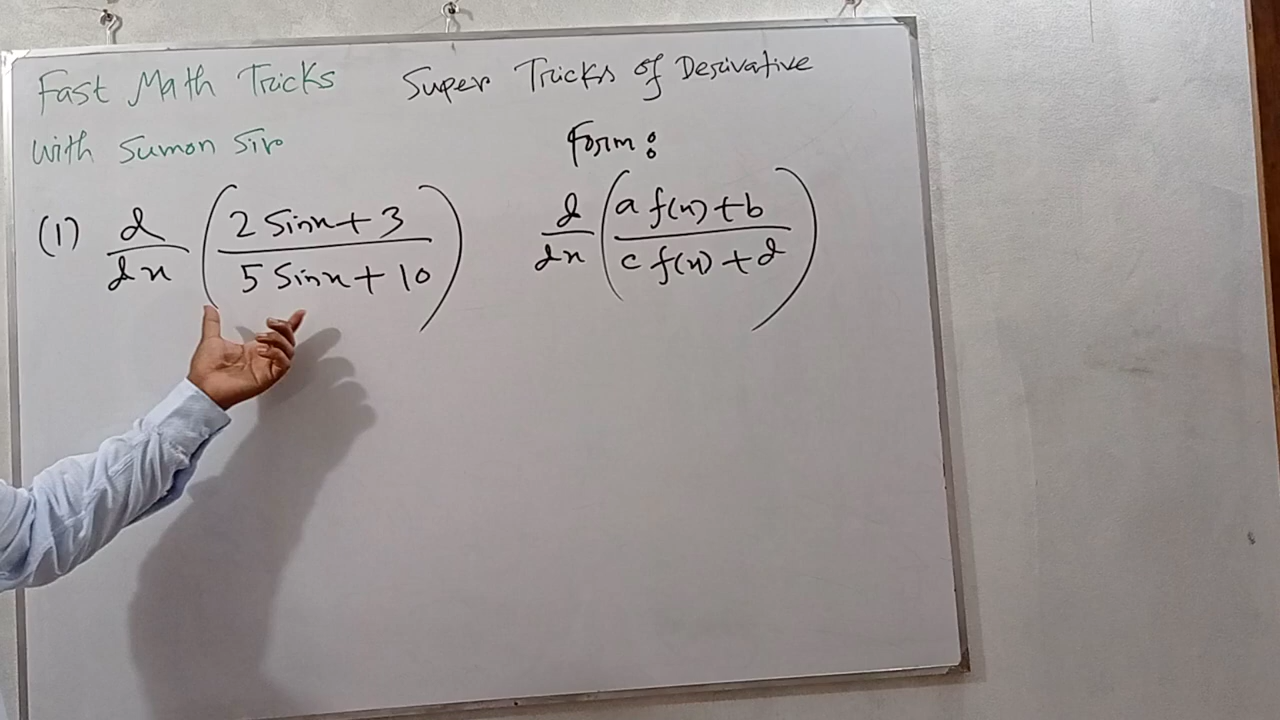 Fast Math Tricks
with Sumon Sir
Super Tricks of Derivative
(1) d/dx ( (2 Sinx + 3) / (5 Sinx + 10) )
Form:
d/dx ( (a f(x) + b) / (c f(x) + d) )